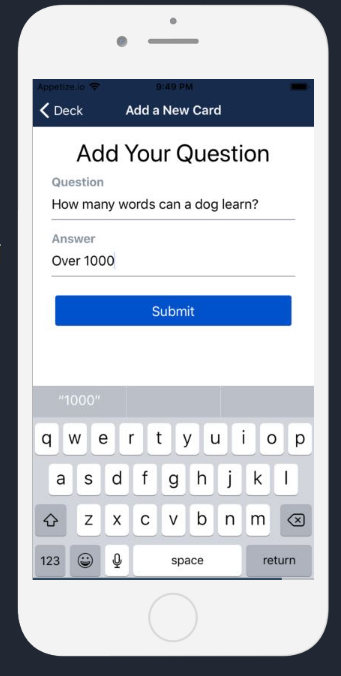 Appetize.io 9:49 PM
Deck Add a New Card
Add Your Question
Question
How many words can a dog learn?
Answer
Over 1000
Submit
“1000”
q w e r t y u i o p
a s d f g h j k l
z x c v b n m
123 space return